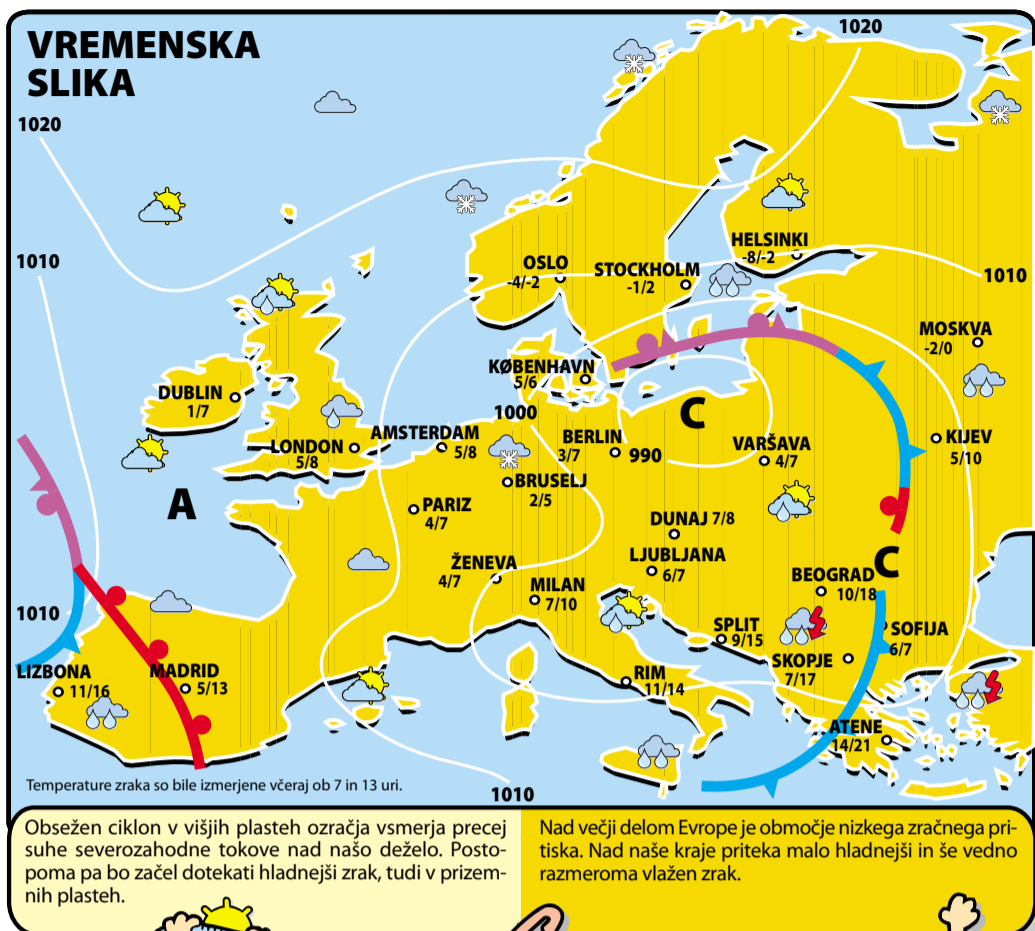 VREMENSKA
SLIKA
1020
1020
1010
1010
HELSINKI
-8/-2
OSLO
-4/-2
STOCKHOLM
-1/2
MOSKVA
-2/0
KØBENHAVN
5/6
DUBLIN
1/7
1000
C
LONDON
5/8
AMSTERDAM
5/8
BERLIN
3/7
990
VARŠAVA
4/7
KIJEV
5/10
BRUSELJ
2/5
A
PARIZ
4/7
DUNAJ 7/8
LJUBLJANA
6/7
ŽENEVA
4/7
C
BEOGRAD
10/18
MILAN
7/10
1010
SPLIT
9/15
SOFIJA
6/7
SKOPJE
7/17
LIZBONA
11/16
MADRID
5/13
RIM
11/14
ATENE
14/21
Temperature zraka so bile izmerjene včeraj ob 7 in 13 uri.
1010
Obsežen ciklon v višjih plasteh ozračja vsmerja precej
suhe severozahodne tokove nad našo deželo. Posto-
poma pa bo začel dotekati hladnejši zrak, tudi v prizem-
nih plasteh.
Nad večji delom Evrope je območje nizkega zračnega pri-
tiska. Nad naše kraje priteka malo hladnejši in še vedno
razmeroma vlažen zrak.